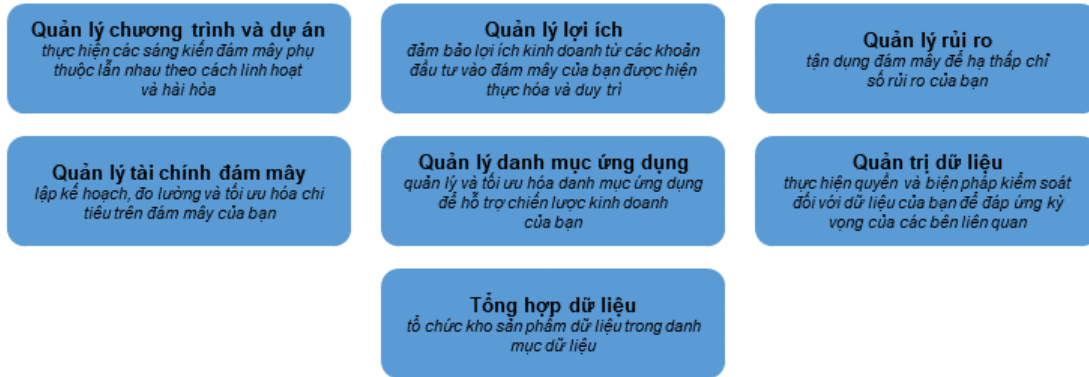 Quản lý chương trình và dự án
thực hiện các sáng kiến đám mây phụ
thuộc lẫn nhau theo cách linh hoạt
và hài hòa
Quản lý lợi ích
đảm bảo lợi ích kinh doanh từ các khoản
đầu tư vào đám mây của bạn được hiện
thực hóa và duy trì
Quản lý rủi ro
tận dụng đám mây để hạ thấp chỉ
số rủi ro của bạn
Quản lý tài chính đám mây
lập kế hoạch, đo lường và tối ưu hóa chi
tiêu trên đám mây của bạn
Quản lý danh mục ứng dụng
quản lý và tối ưu hóa danh mục ứng dụng
để hỗ trợ chiến lược kinh doanh
của bạn
Quản trị dữ liệu
thực hiện quyền và biện pháp kiểm soát
đối với dữ liệu của bạn để đáp ứng kỳ
vọng của các bên liên quan
Tổng hợp dữ liệu
tổ chức kho sản phẩm dữ liệu trong danh
mục dữ liệu